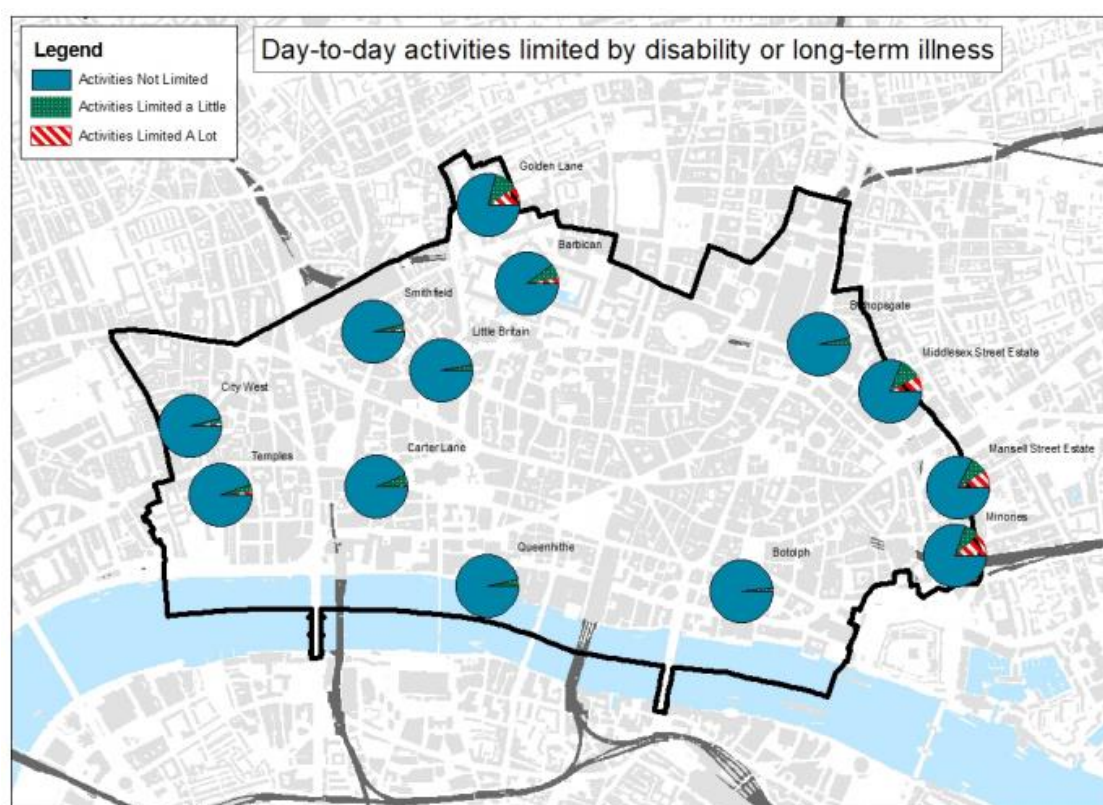 Legend
Activities Not Limited
Activities Limited a Little
Activities Limited A Lot
Day-to-day activities limited by disability or long-term illness
Golden Lane
Barbican
Smithfield
Bishopsgate
Little Britain
Middlesex Street Estate
City West
Carter Lane
Mansell Street Estate
Temples
Minories
Queenhithe
Botolph